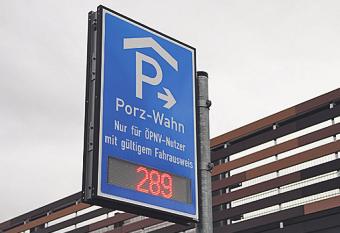 P
Porz-Wahn
Nur für ÖPNV-Nutzer
mit gültigem Fahrausweis
289